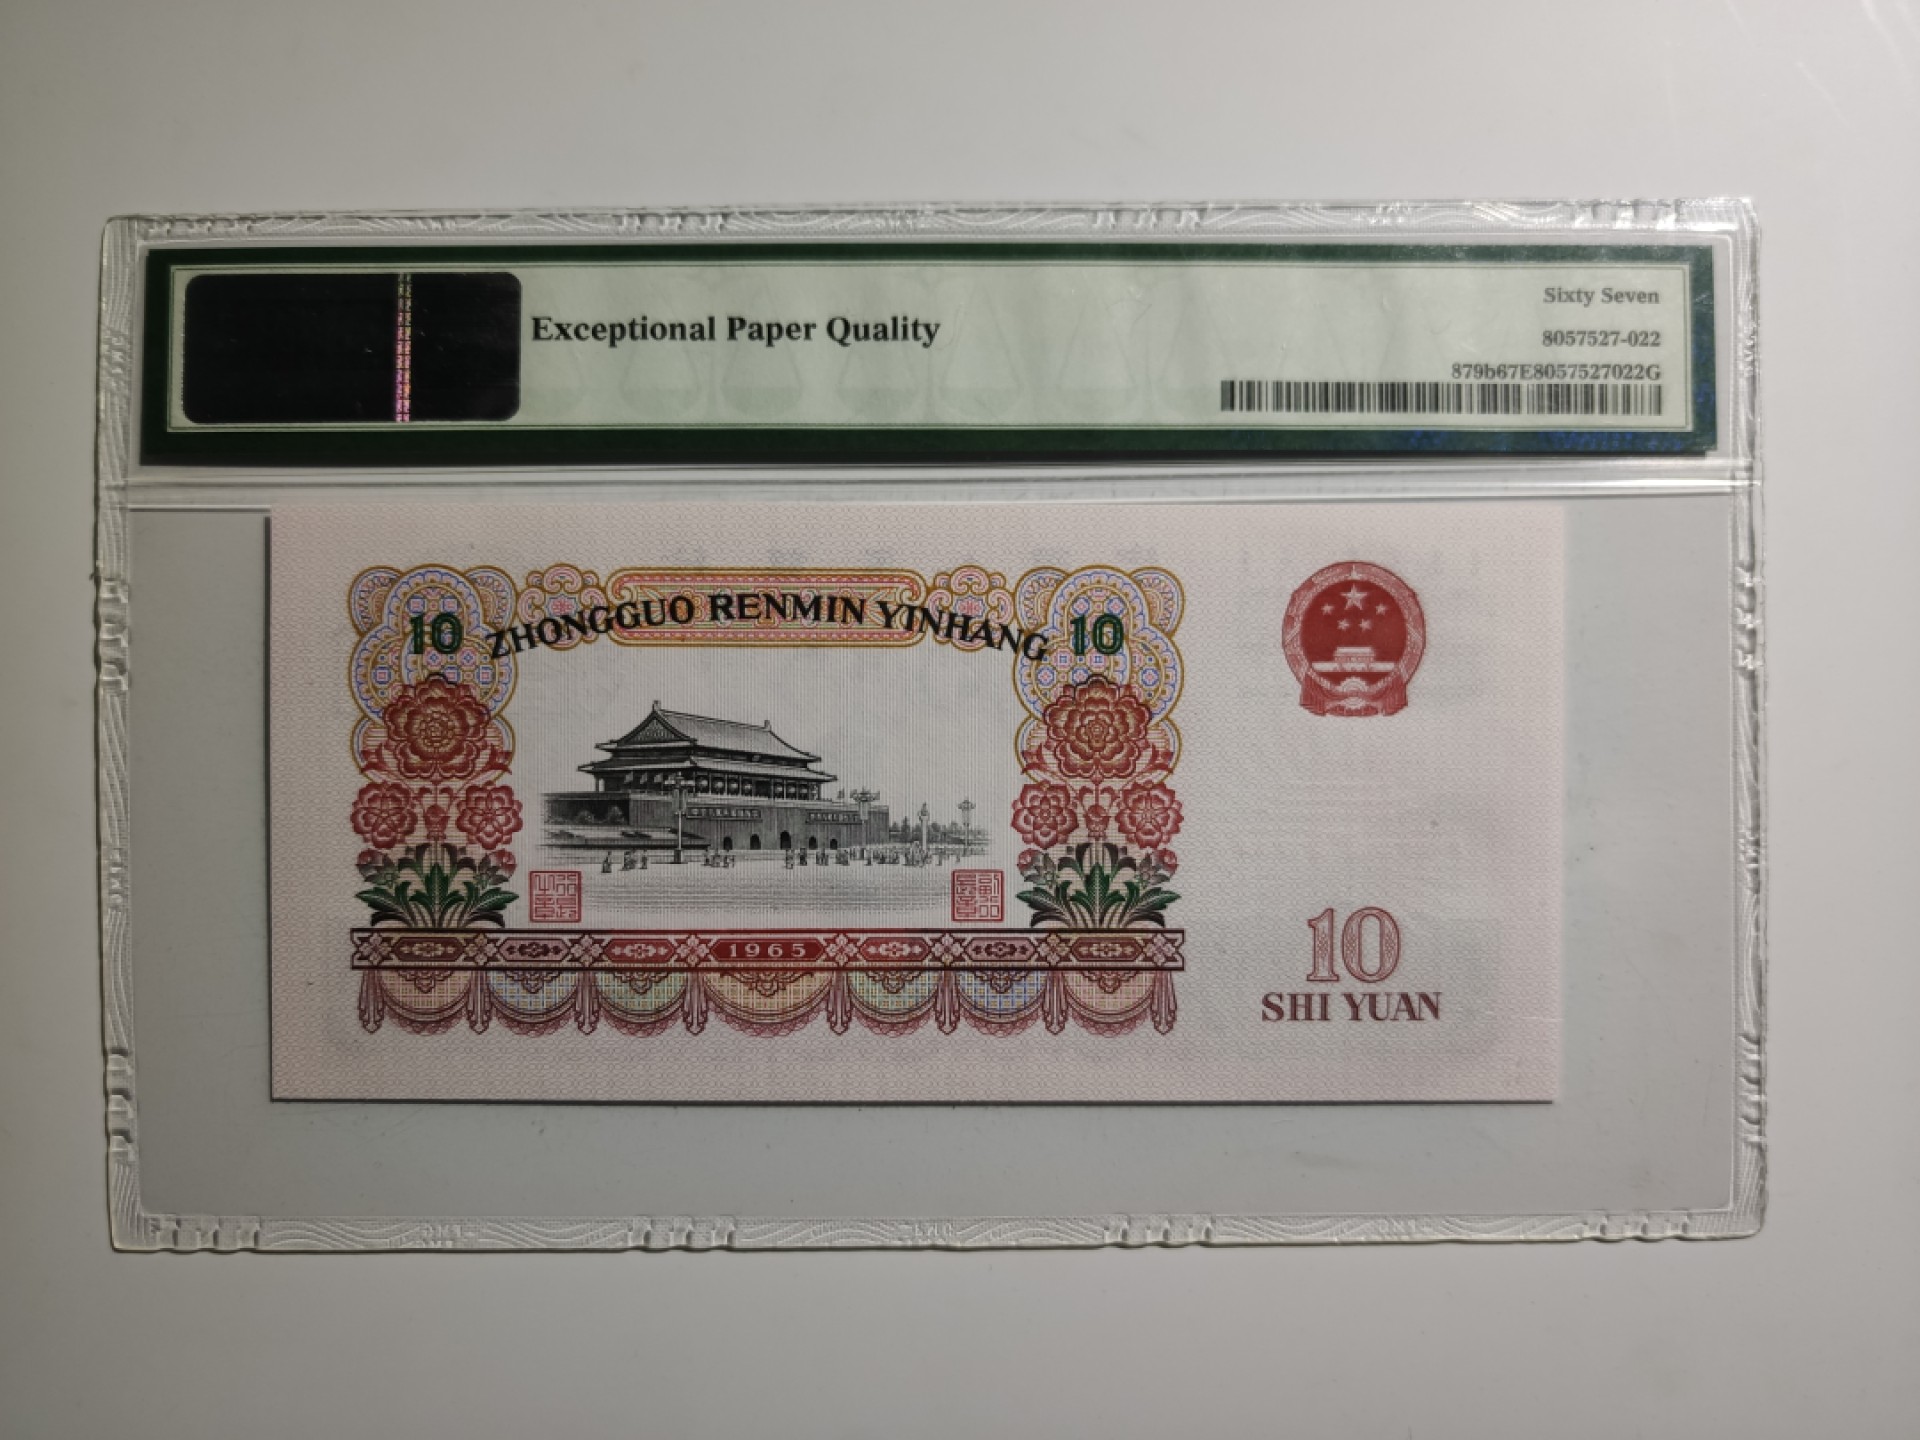 Exceptional Paper Quality
Sixty Seven
8057527-022
879b67E8057527022G
10 ZHONGGUO RENMIN YINHANG 10
1965
10
SHI YUAN